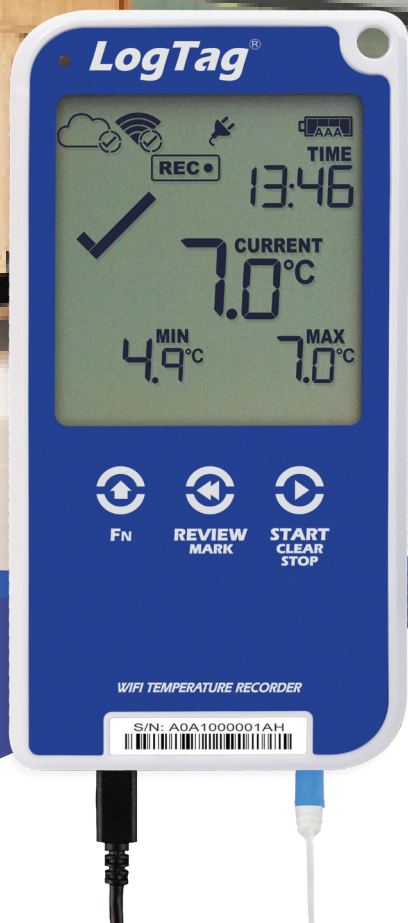 LogTag®
AAA
TIME
REC
13:46
CURRENT
7.0°C
MIN
4.9°C
MAX
7.0°C
FN
REVIEW
MARK
START
CLEAR
STOP
WIFI TEMPERATURE RECORDER
S/N: A0A1000001AH